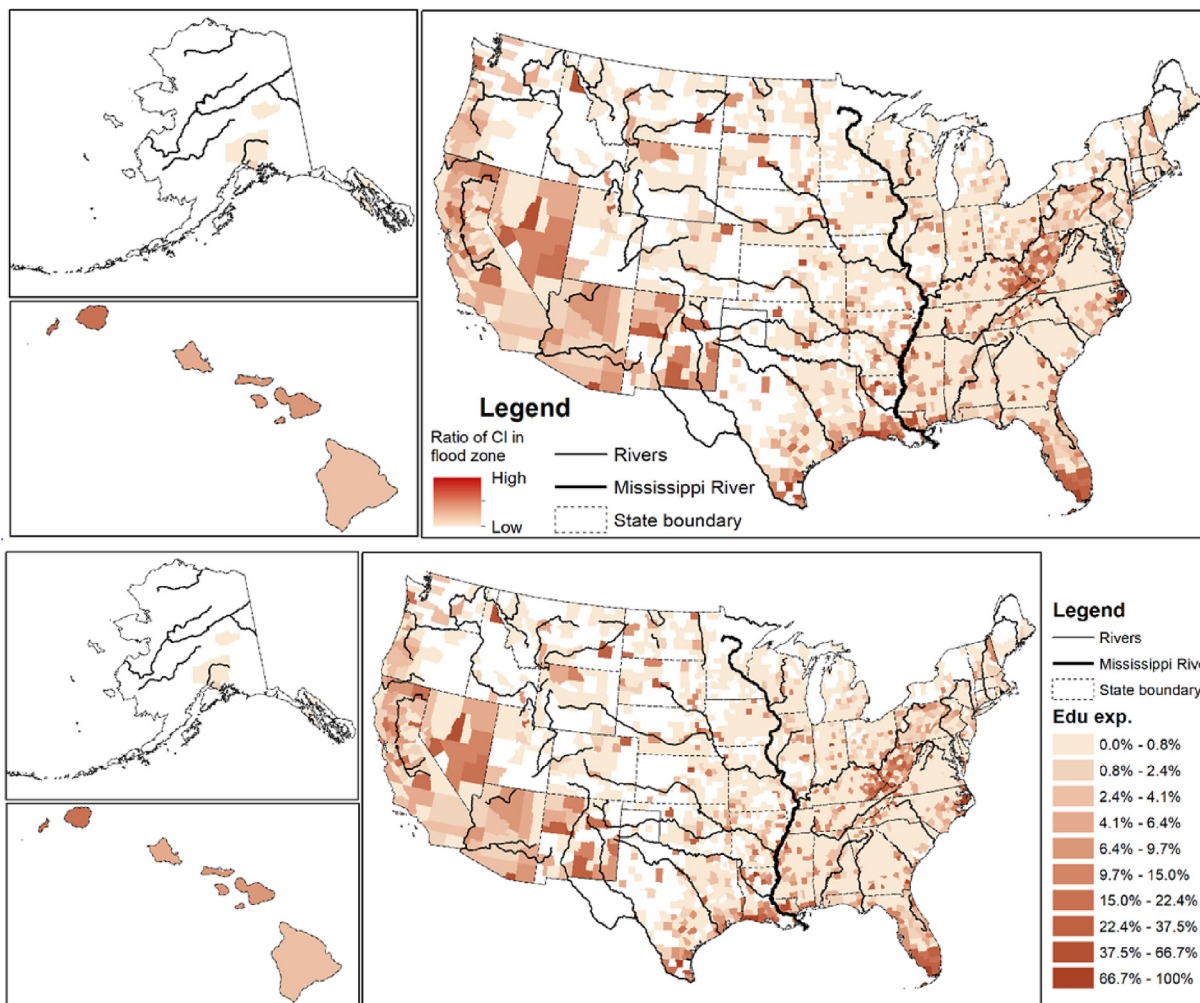 Legend
Ratio of CI in
flood zone
High
Low
Rivers
Mississippi River
State boundary
Legend
Rivers
Mississippi Rive
State boundary
Edu exp.
0.0% - 0.8%
0.8% - 2.4%
2.4% - 4.1%
4.1% - 6.4%
6.4% - 9.7%
9.7% - 15.0%
15.0% - 22.4%
22.4% - 37.5%
37.5% - 66.7%
66.7% - 100%